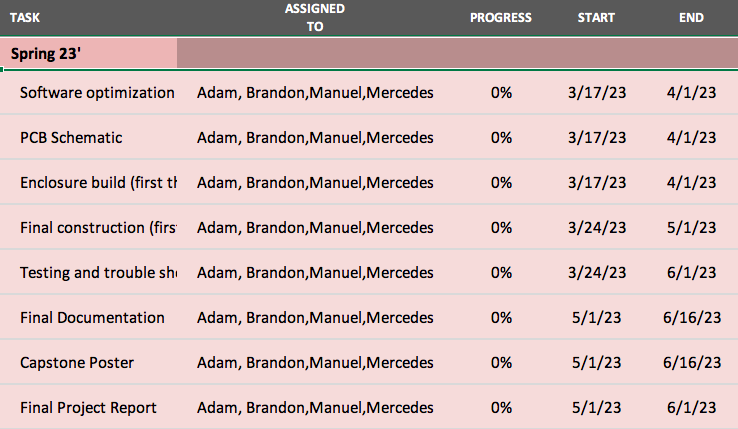 TASK ASSIGNED TO PROGRESS START END
Spring 23'
Software optimization Adam, Brandon,Manuel,Mercedes 0% 3/17/23 4/1/23
PCB Schematic Adam, Brandon,Manuel,Mercedes 0% 3/17/23 4/1/23
Enclosure build (first th Adam, Brandon,Manuel,Mercedes 0% 3/17/23 4/1/23
Final construction (firs Adam, Brandon,Manuel,Mercedes 0% 3/24/23 5/1/23
Testing and trouble sh Adam, Brandon,Manuel,Mercedes 0% 3/24/23 6/1/23
Final Documentation Adam, Brandon,Manuel,Mercedes 0% 5/1/23 6/16/23
Capstone Poster Adam, Brandon,Manuel,Mercedes 0% 5/1/23 6/16/23
Final Project Report Adam, Brandon,Manuel,Mercedes 0% 5/1/23 6/1/23